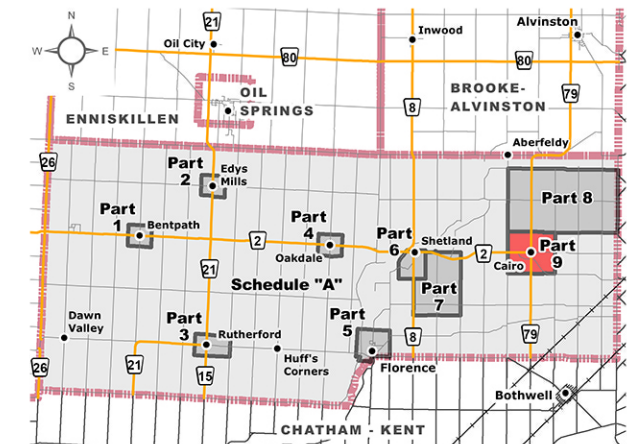 21
Oil City
N
W
E
S
80
Inwood
Alvinston
80
79
8
BROOKE-
ALVINSTON
OIL
SPRINGS
ENNISKILLEN
Aberfeldy
26
Part
2
Edys
Mills
Part 8
Part
1
Bentpath
2
Part
4
Oakdale
Part
6
Shetland
2
Part
9
Cairo
21
Schedule "A"
Part
7
Dawn
Valley
Part
3
Rutherford
Part
5
8
79
Huff's
Corners
26
21
15
Florence
Bothwell
CHATHAM - KENT